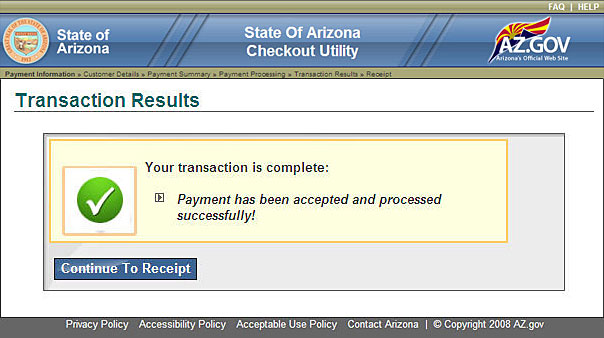 FAQ | HELP
State of
Arizona
State Of Arizona
Checkout Utility
AZ.GOV
Arizona's Official Web Site
Payment Information » Customer Details » Payment Summary » Payment Processing » Transaction Results » Receipt
Transaction Results
Your transaction is complete:
Payment has been accepted and processed
successfully!
Continue To Receipt
Privacy Policy Accessibility Policy Acceptable Use Policy Contact Arizona | © Copyright 2008 AZ.gov